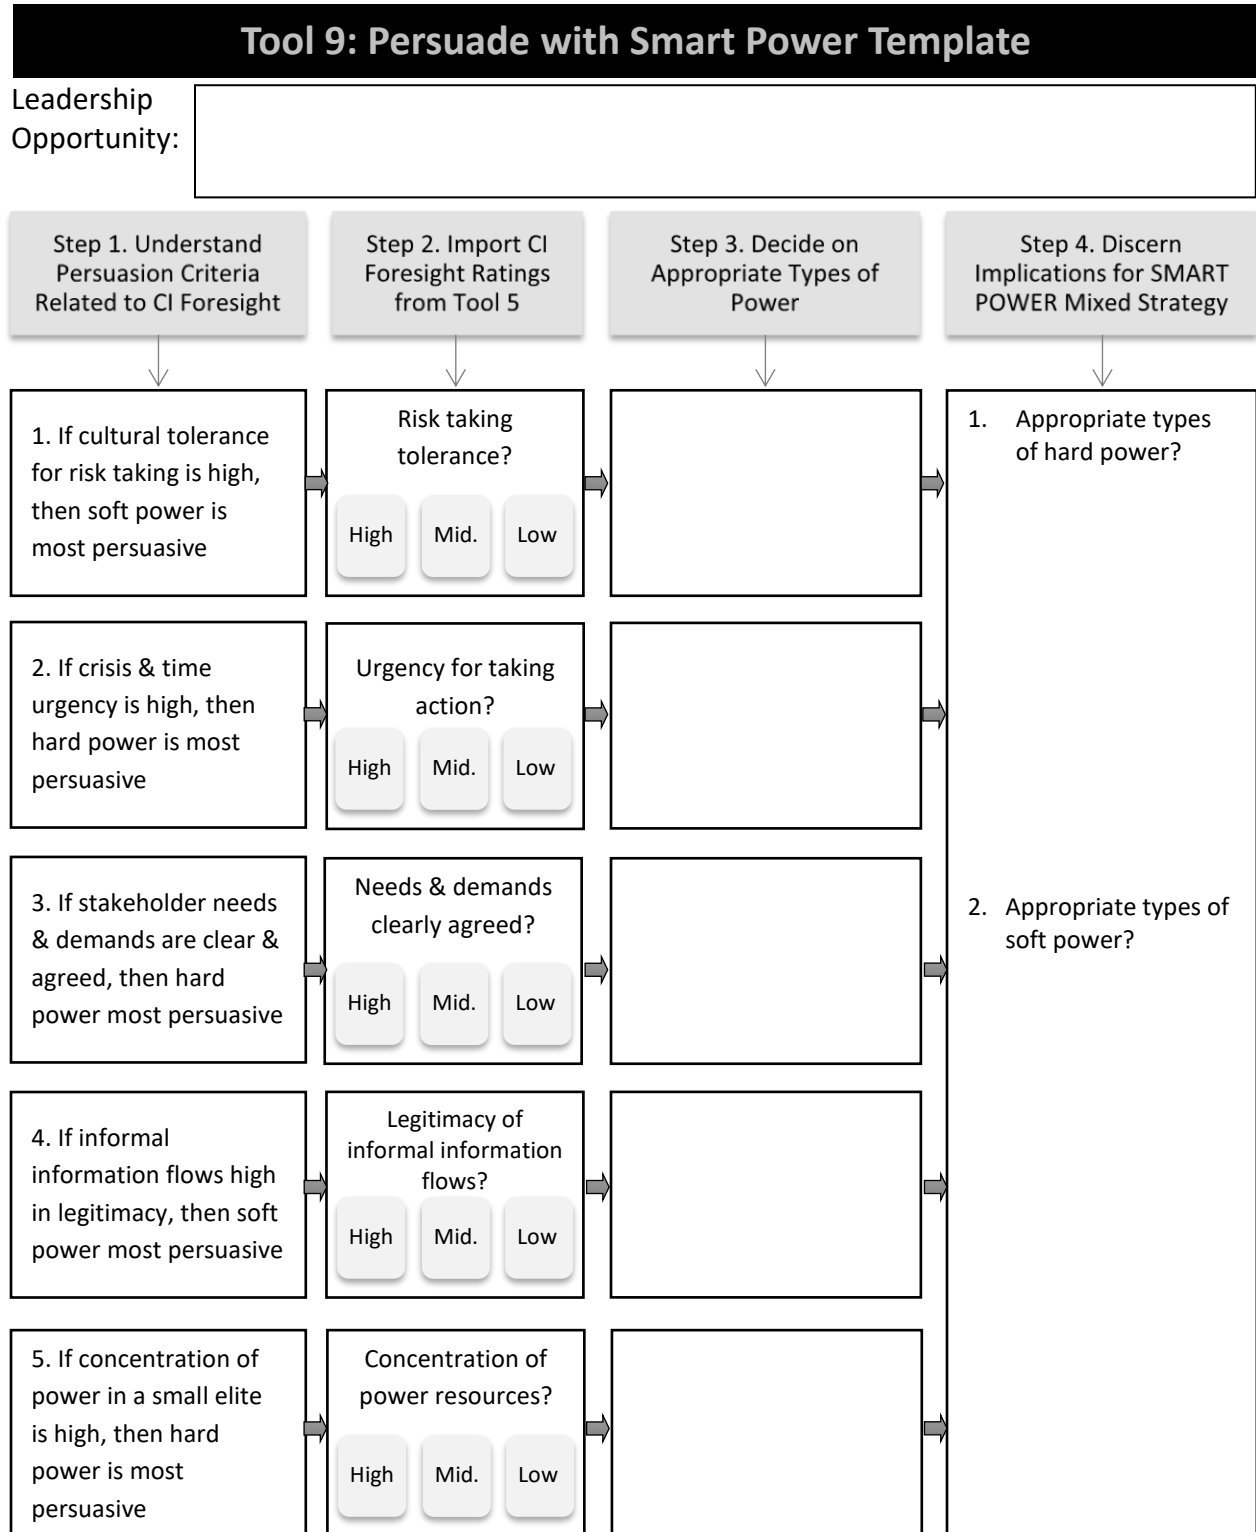 Tool 9: Persuade with Smart Power Template
Leadership
Opportunity:
Step 1. Understand
Persuasion Criteria
Related to CI Foresight
Step 2. Import CI
Foresight Ratings
from Tool 5
Step 3. Decide on
Appropriate Types of
Power
Step 4. Discern
Implications for SMART
POWER Mixed Strategy
1. If cultural tolerance
for risk taking is high,
then soft power is
most persuasive
Risk taking
tolerance?
High Mid. Low
1. Appropriate types
of hard power?
2. If crisis & time
urgency is high, then
hard power is most
persuasive
Urgency for taking
action?
High Mid. Low
3. If stakeholder needs
& demands are clear &
agreed, then hard
power most persuasive
Needs & demands
clearly agreed?
High Mid. Low
2. Appropriate types of
soft power?
4. If informal
information flows high
in legitimacy, then soft
power most persuasive
Legitimacy of
informal information
flows?
High Mid. Low
5. If concentration of
power in a small elite
is high, then hard
power is most
persuasive
Concentration of
power resources?
High Mid. Low